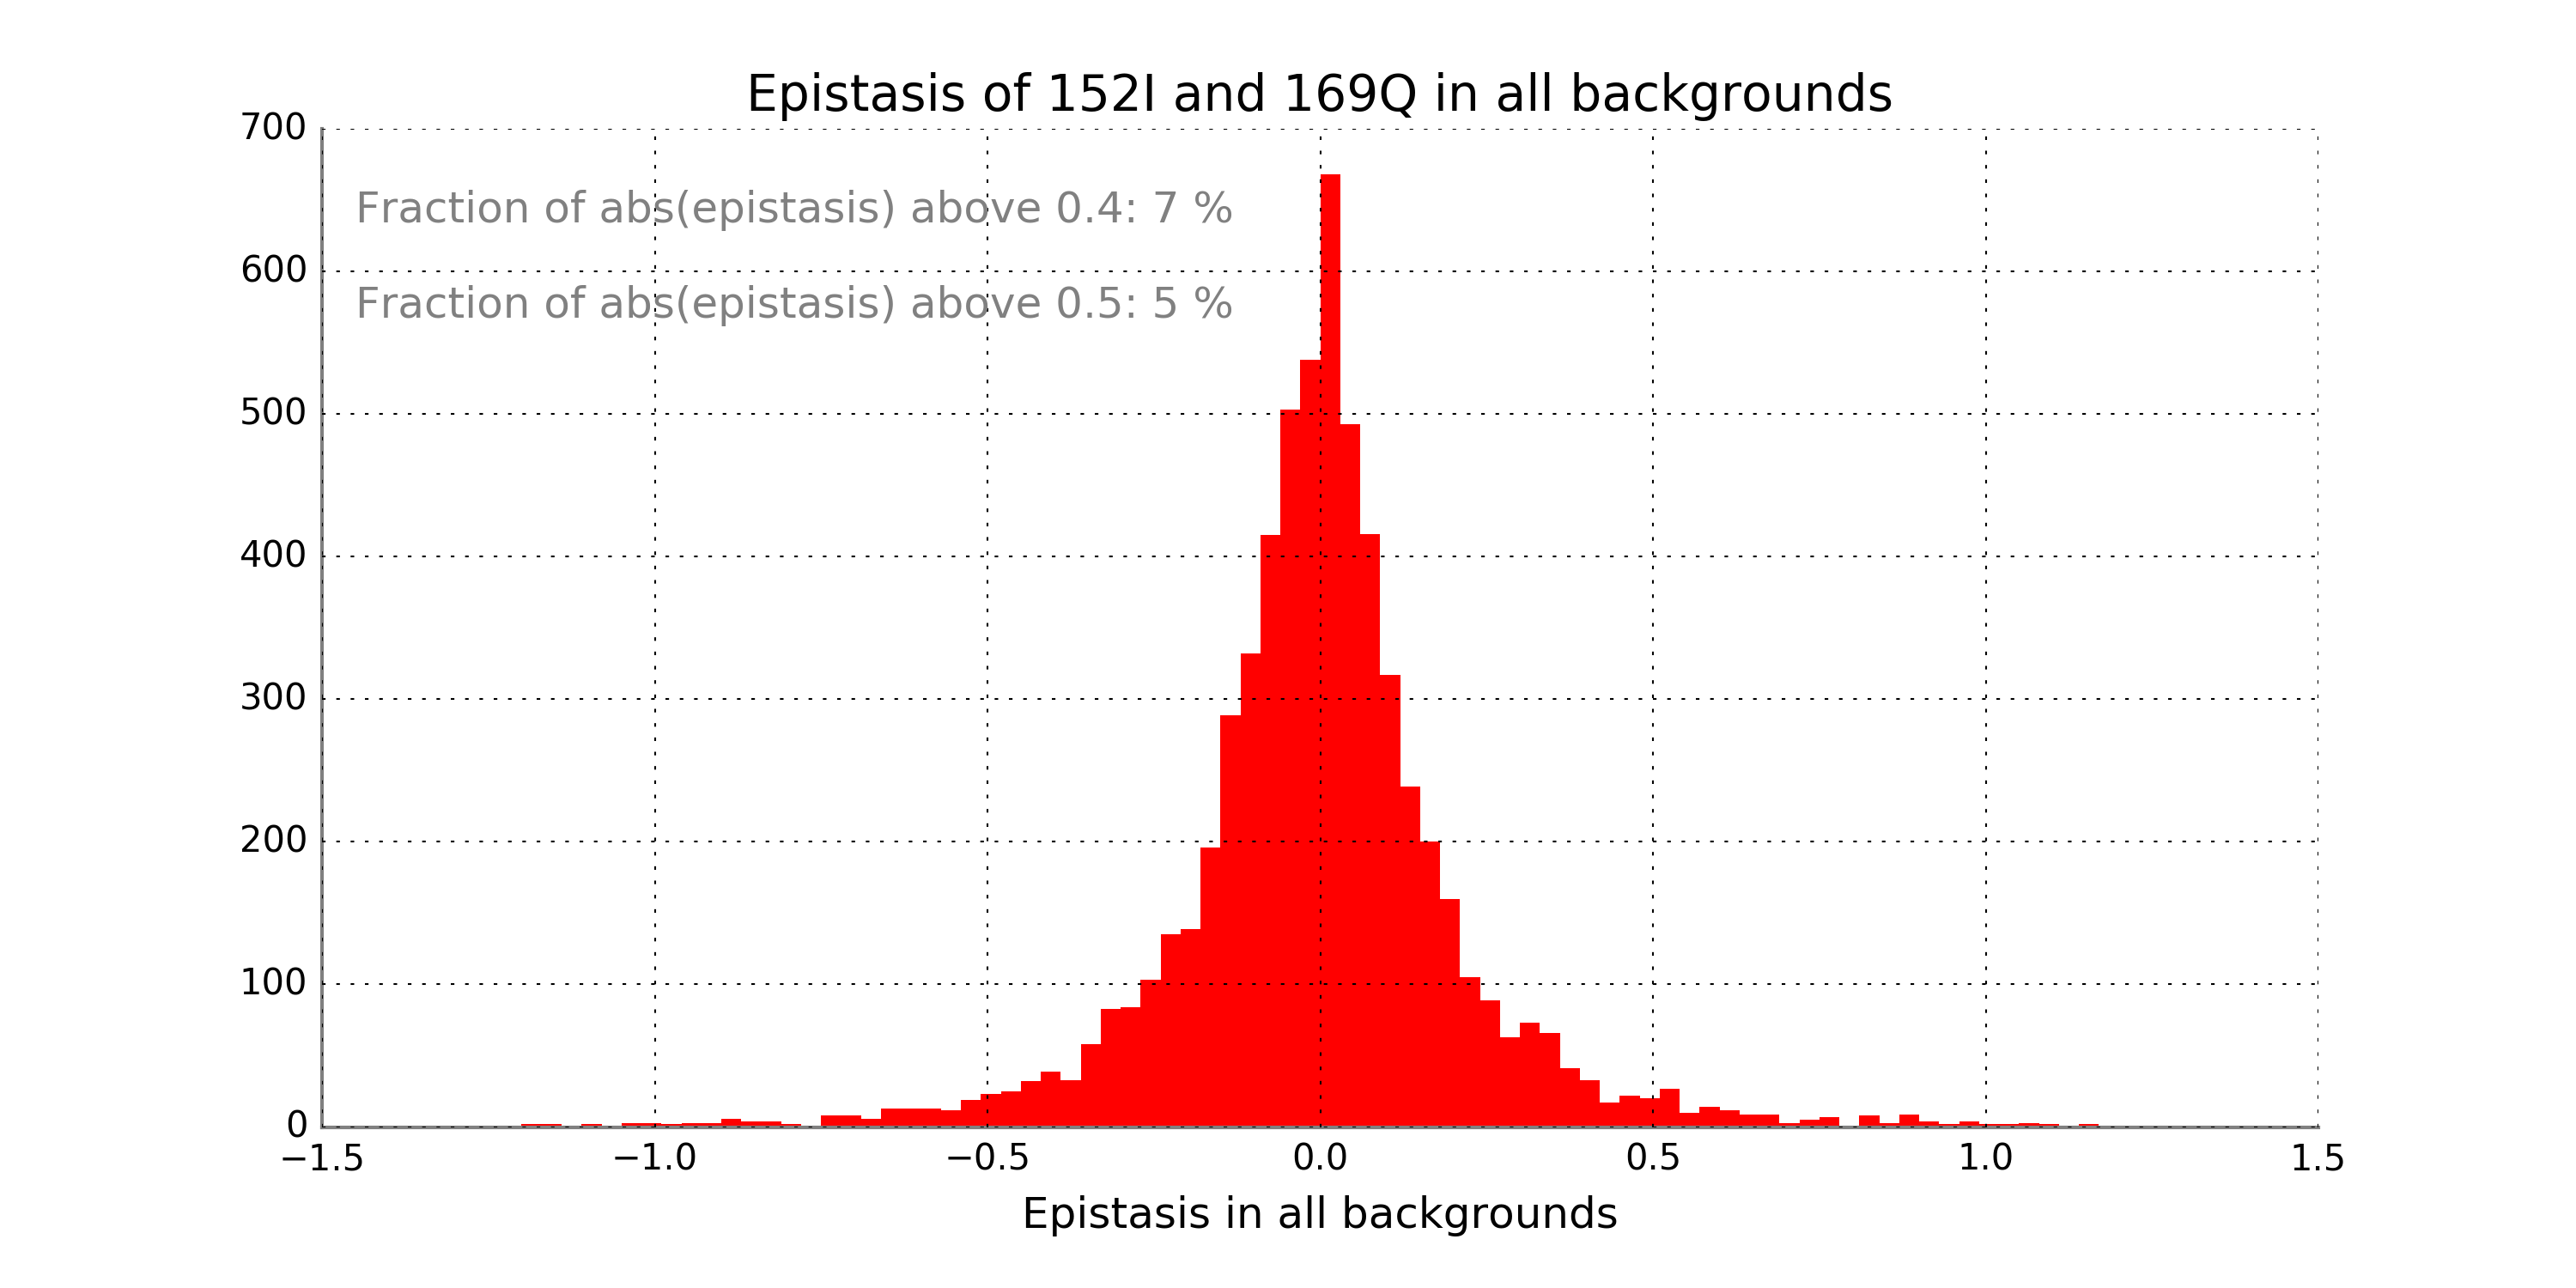 Epistasis of 152I and 169Q in all backgrounds
700
600
500
400
300
200
100
0
Fraction of abs(epistasis) above 0.4: 7 %
Fraction of abs(epistasis) above 0.5: 5 %
−1.5 −1.0 −0.5 0.0 0.5 1.0 1.5
Epistasis in all backgrounds